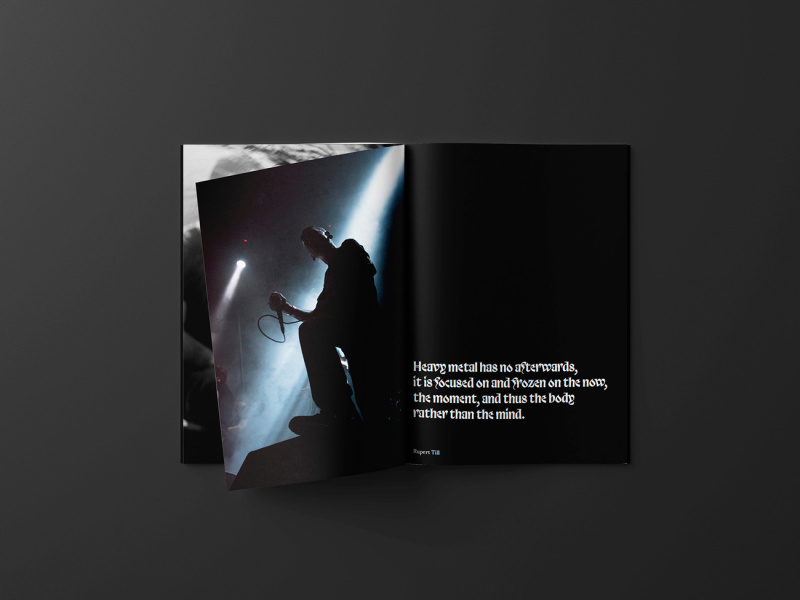 Heavy metal has no afterwards,
it is focused on and frozen on the now,
the moment, and thus the body
rather than the mind.
Rupert Till